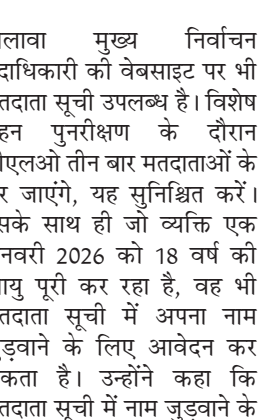 लावा मुख्य निर्वाचन
दाधिकारी की वेबसाइट पर भी
तदाता सूची उपलब्ध है। विशेष
हन पुनरीक्षण के दौरान
ीएलओ तीन बार मतदाताओं के
र जाएंगे, यह सुनिश्चित करें।
सके साथ ही जो व्यक्ति एक
नवरी 2026 को 18 वर्ष की
ायु पूरी कर रहा है, वह भी
तदाता सूची में अपना नाम
ुड़वाने के लिए आवेदन कर
कता है। उन्होंने कहा कि
तदाता सूची में नाम जुड़वाने के